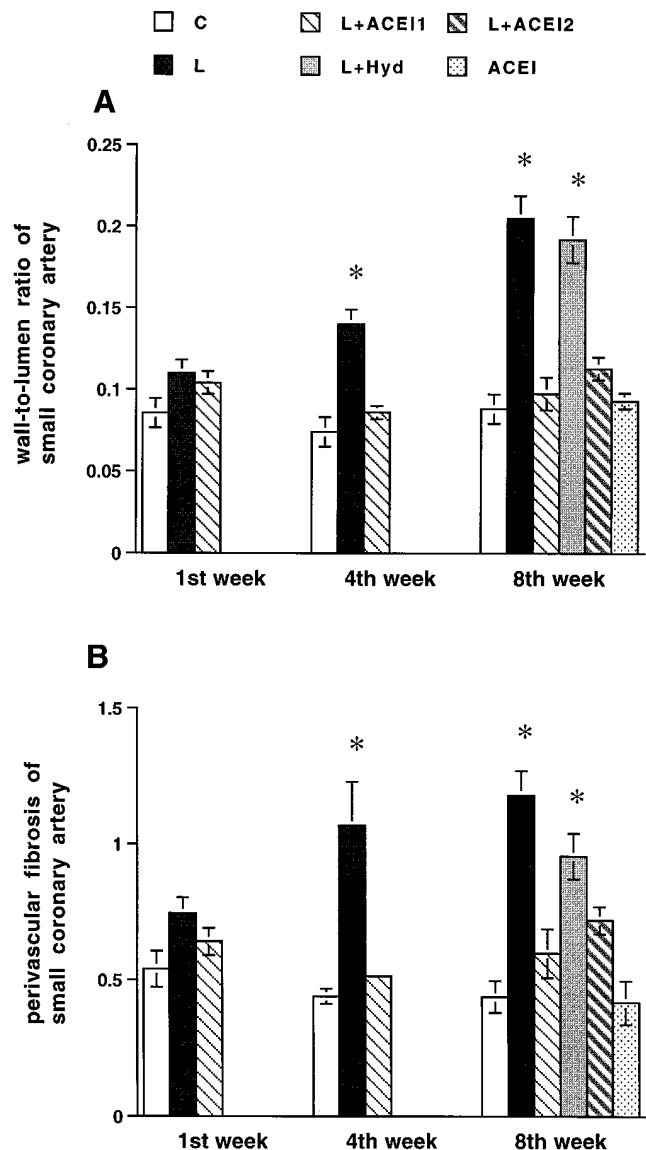 C L+ACEI1 L+ACEI2
L L+Hyd ACEI
A
wall-to-lumen ratio of
small coronary artery
0.25
0.2
0.15
0.1
0.05
0
* * *
1st week 4th week 8th week
B
perivascular fibrosis of
small coronary artery
1.5
1
0.5
0
* * *
1st week 4th week 8th week